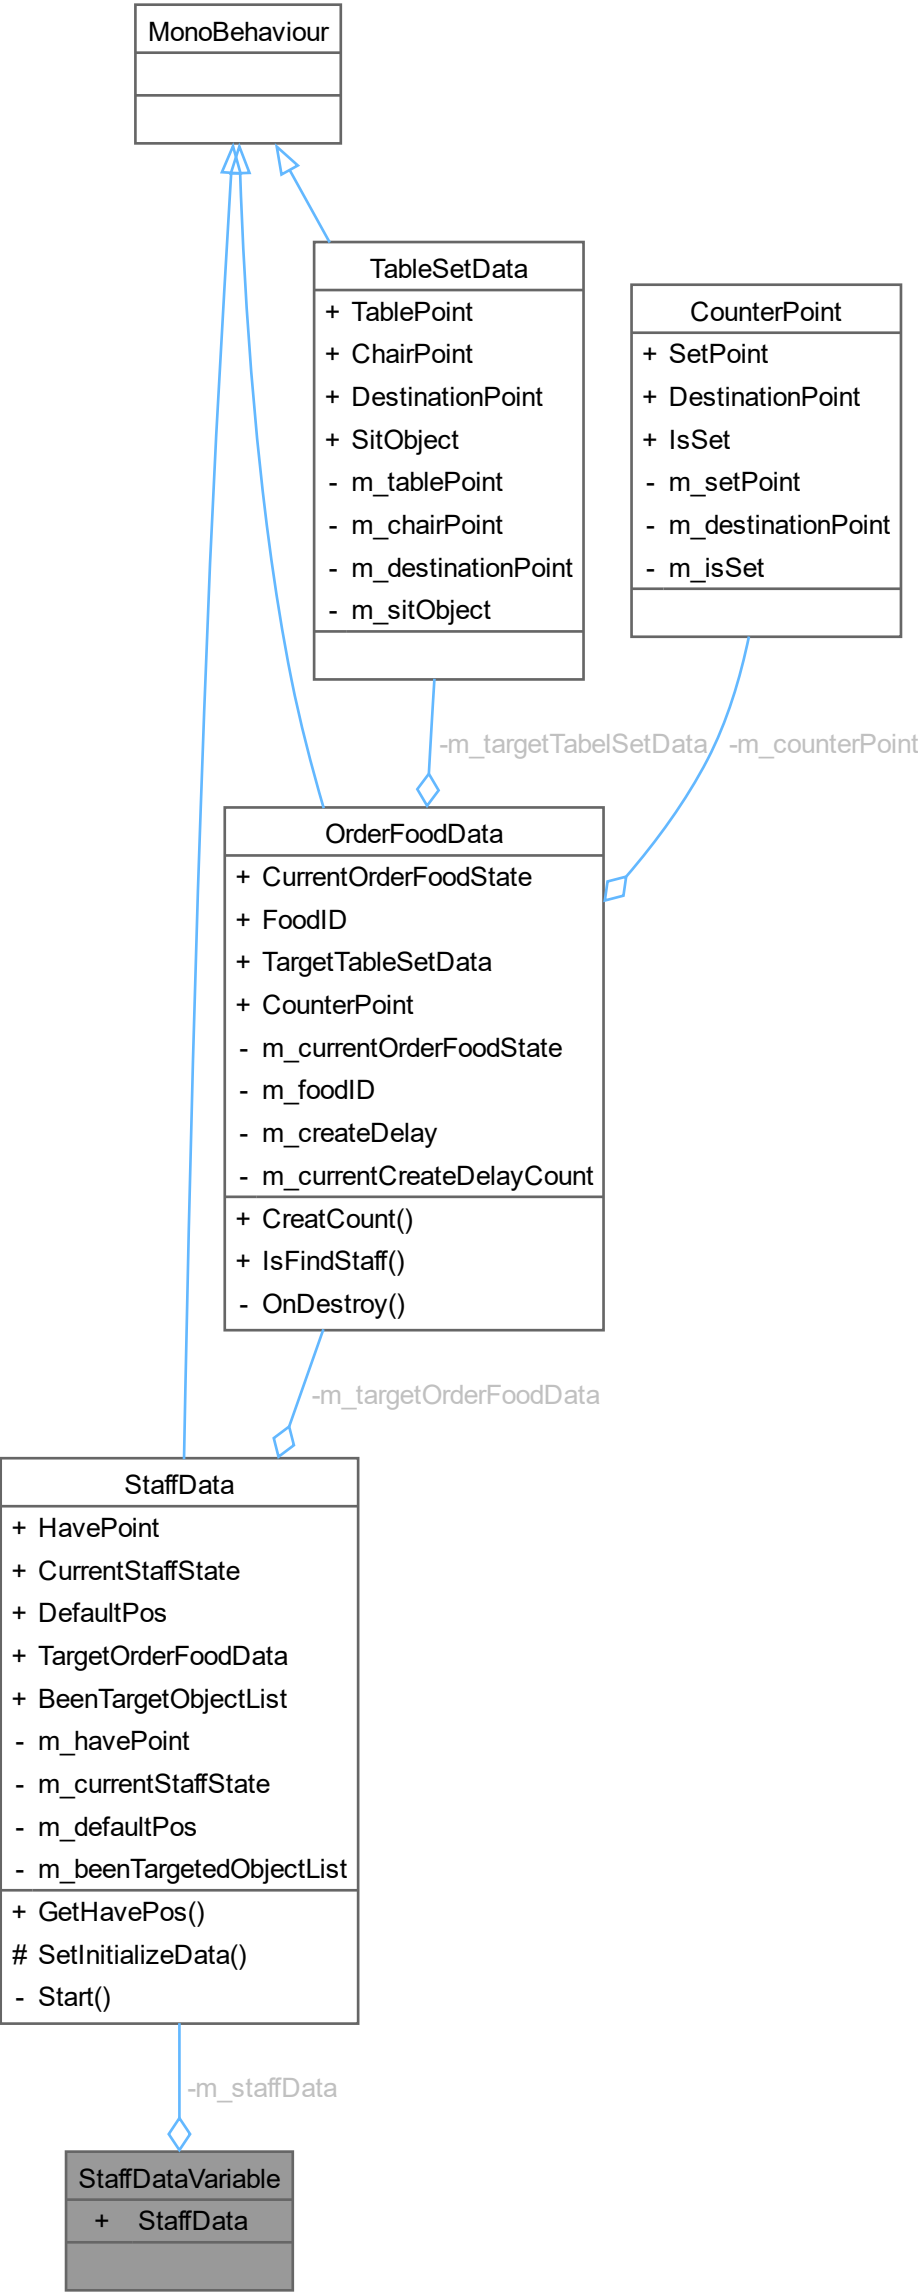 MonoBehaviour
TableSetData
+ TablePoint
+ ChairPoint
+ DestinationPoint
+ SitObject
- m_tablePoint
- m_chairPoint
- m_destinationPoint
- m_sitObject
CounterPoint
+ SetPoint
+ DestinationPoint
+ IsSet
- m_setPoint
- m_destinationPoint
- m_isSet
-m_targetTabelSetData
-m_counterPoint
OrderFoodData
+ CurrentOrderFoodState
+ FoodID
+ TargetTableSetData
+ CounterPoint
- m_currentOrderFoodState
- m_foodID
- m_createDelay
- m_currentCreateDelayCount
+ CreatCount()
+ IsFindStaff()
- OnDestroy()
-m_targetOrderFoodData
StaffData
+ HavePoint
+ CurrentStaffState
+ DefaultPos
+ TargetOrderFoodData
+ BeenTargetObjectList
- m_havePoint
- m_currentStaffState
- m_defaultPos
- m_beenTargetedObjectList
+ GetHavePos()
# SetInitializeData()
- Start()
-m_staffData
StaffDataVariable
+ StaffData